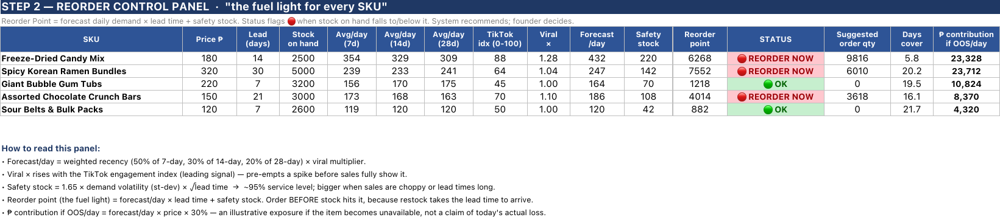 STEP 2 — REORDER CONTROL PANEL · "the fuel light for every SKU"
Reorder Point = forecast daily demand × lead time + safety stock. Status flags 🔴 when stock on hand falls to/below it. System recommends; founder decides.
SKU Price ₱ Lead (days) Stock on hand Avg/day (7d) Avg/day (14d) Avg/day (28d) TikTok idx (0-100) Viral × Forecast /day Safety stock Reorder point STATUS Suggested order qty Days cover ₱ contribution if OOS/day
Freeze-Dried Candy Mix 180 14 2500 354 329 309 88 1.28 432 220 6268 🔴 REORDER NOW 9816 5.8 23,328
Spicy Korean Ramen Bundles 320 30 5000 239 233 241 64 1.04 247 142 7552 🔴 REORDER NOW 6010 20.2 23,712
Giant Bubble Gum Tubs 220 7 3200 156 170 175 45 1.00 164 70 1218 🟢 OK 0 19.5 10,824
Assorted Chocolate Crunch Bars 150 21 3000 173 168 163 70 1.10 186 108 4014 🔴 REORDER NOW 3618 16.1 8,370
Sour Belts & Bulk Packs 120 7 2600 119 120 120 50 1.00 120 42 882 🟢 OK 0 21.7 4,320
How to read this panel:
• Forecast/day = weighted recency (50% of 7-day, 30% of 14-day, 20% of 28-day) × viral multiplier.
• Viral × rises with the TikTok engagement index (leading signal) — pre-empts a spike before sales fully show it.
• Safety stock = 1.65 × demand volatility (st-dev) × √lead time → ~95% service level; bigger when sales are choppy or lead times long.
• Reorder point (the fuel light) = forecast/day × lead time + safety stock. Order BEFORE stock hits it, because restock takes the lead time to arrive.
• ₱ contribution if OOS/day = forecast/day × price × 30% — an illustrative exposure if the item becomes unavailable, not a claim of today's actual loss.